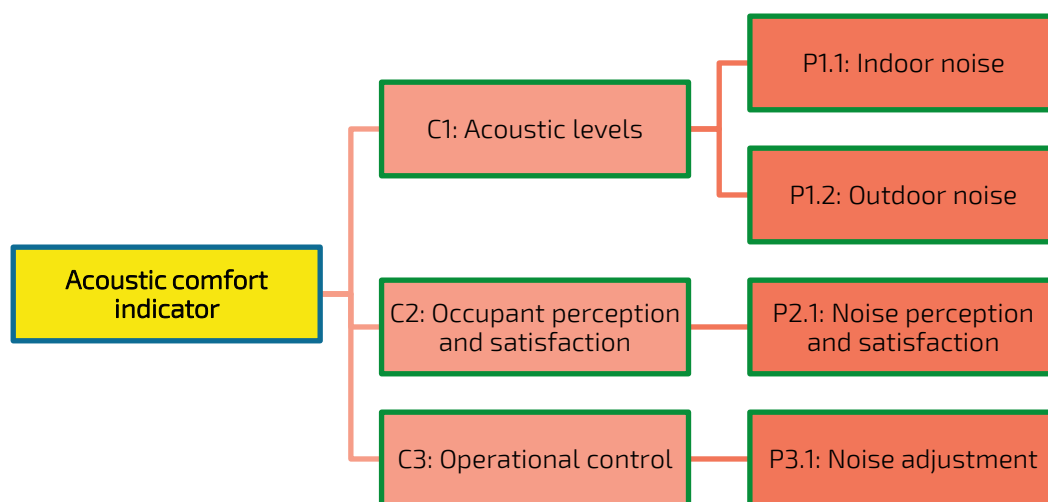 Acoustic comfort
indicator
C1: Acoustic levels
P1.1: Indoor noise
P1.2: Outdoor noise
C2: Occupant perception
and satisfaction
P2.1: Noise perception
and satisfaction
C3: Operational control
P3.1: Noise adjustment